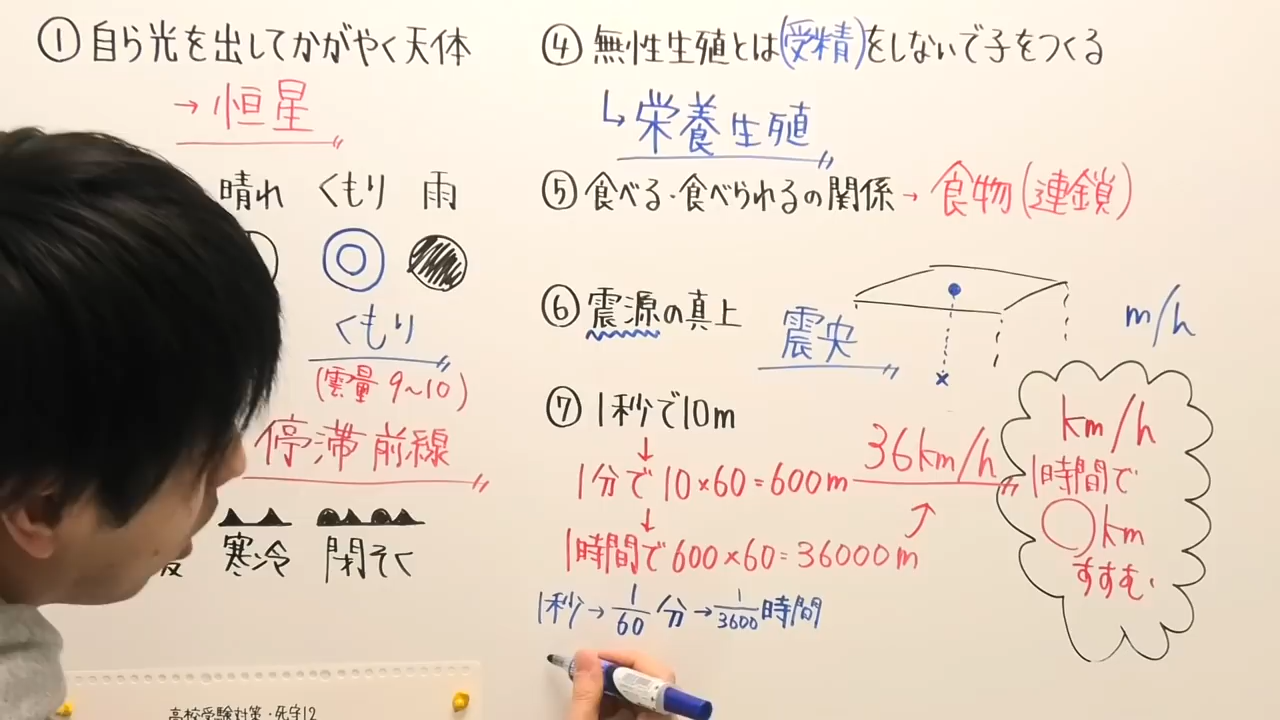 ① 自ら光を出してかがやく天体
→ 恒星
晴れ くもり 雨
くもり
(雲量 9~10)
停滞前線
寒冷 閉そく
④ 無性生殖とは(受精)をしないで子をつくる
↳ 栄養生殖
⑤ 食べる・食べられるの関係 → 食物(連鎖)
⑥ 震源の真上 震央
⑦ 1秒で10m
↓
1分で 10×60=600m
↓
1時間で 600×60=36000m
36km/h
1秒→1/60分→1/3600時間
m/h
km/h
1時間で
○km
すすむ.
高校受験対策・死守12